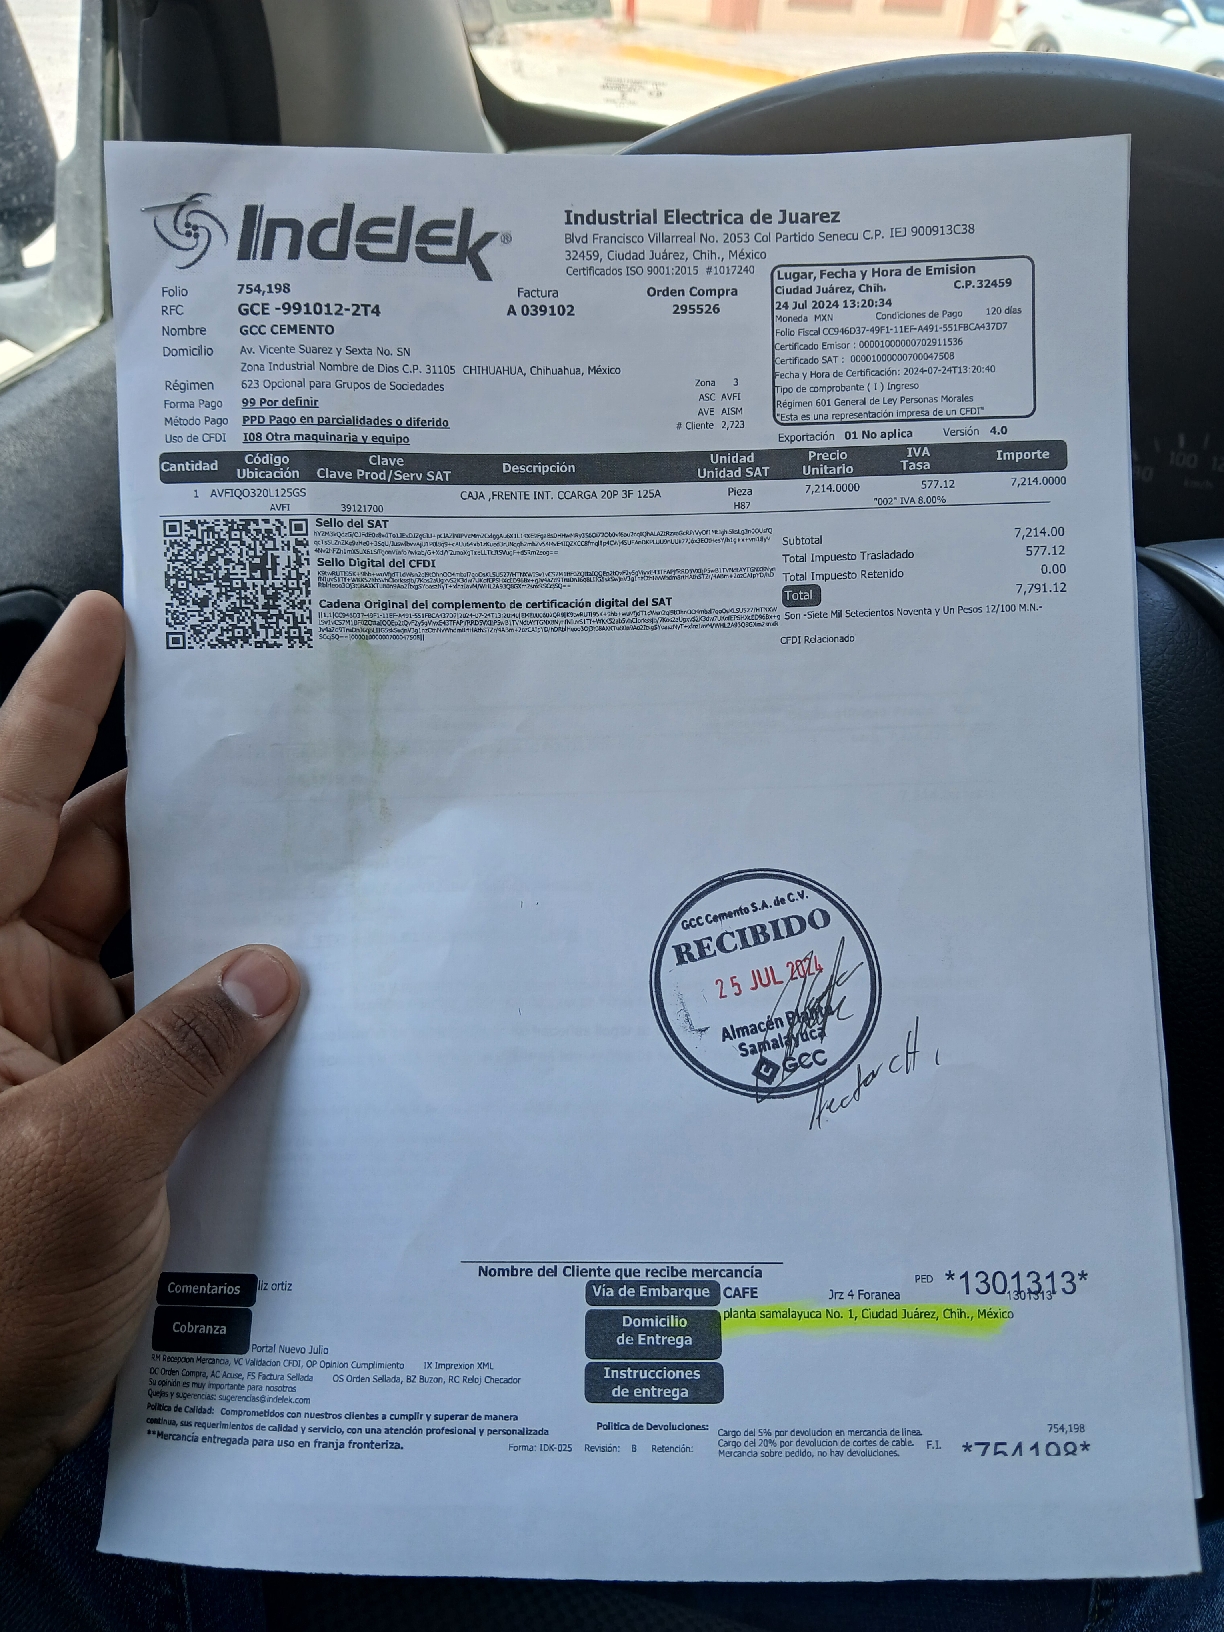 Indelek®
Industrial Electrica de Juarez
Blvd Francisco Villarreal No. 2053 Col Partido Senecu C.P. IEJ 900913C38
32459, Ciudad Juárez, Chih., México
Certificados ISO 9001:2015 #1017240
Folio 754,198 Factura Orden Compra
RFC GCE -991012-2T4 A 039102 295526
Nombre GCC CEMENTO
Domicilio Av. Vicente Suarez y Sexta No. SN
Zona Industrial Nombre de Dios C.P. 31105 CHIHUAHUA, Chihuahua, México
Régimen 623 Opcional para Grupos de Sociedades
Forma Pago 99 Por definir
Método Pago PPD Pago en parcialidades o diferido
Uso de CFDI I08 Otra maquinaria y equipo
Zona 3
ASC AVFI
AVE AISM
# Cliente 2,723
Lugar, Fecha y Hora de Emision
Ciudad Juárez, Chih. C.P.32459
24 Jul 2024 13:20:34
Moneda MXN Condiciones de Pago 120 días
Folio Fiscal CC946D37-49F1-11EF-A491-551FBCA437D7
Certificado Emisor : 00001000000702911536
Certificado SAT : 00001000000700047508
Fecha y Hora de Certificación: 2024-07-24T13:20:40
Tipo de comprobante ( I ) Ingreso
Régimen 601 General de Ley Personas Morales
"Esta es una representación impresa de un CFDI"
Exportación 01 No aplica Versión 4.0
Cantidad Código Ubicación Clave Clave Prod/Serv SAT Descripción Unidad Unidad SAT Precio Unitario IVA Tasa Importe
1 AVFIQO320L125GS CAJA ,FRENTE INT. CCARGA 20P 3F 125A Pieza 7,214.0000 577.12 7,214.0000
AVFI 39121700 H87 "002" IVA 8.00%
Sello del SAT
Sello Digital del CFDI
Cadena Original del complemento de certificación digital del SAT
Subtotal 7,214.00
Total Impuesto Trasladado 577.12
Total Impuesto Retenido 0.00
Total 7,791.12
Son -Siete Mil Setecientos Noventa y Un Pesos 12/100 M.N.-
CFDI Relacionado
GCC Cemento S.A. de C.V.
RECIBIDO
25 JUL 2024
Almacén Planta
Samalayuca
GCC
Hector CH.
Nombre del Cliente que recibe mercancía
Comentarios liz ortiz
Vía de Embarque CAFE Jrz 4 Foranea PED *1301313*
1301313
Domicilio de Entrega planta samalayuca No. 1, Ciudad Juárez, Chih., México
Cobranza
Portal Nuevo Julio
Instrucciones de entrega
RM Recepcion Mercancia, VC Validacion CFDI, OP Opinion Cumplimiento IX Imprexion XML
OC Orden Compra, AC Acuse, FS Factura Sellada OS Orden Sellada, BZ Buzon, RC Reloj Checador
Su opinión es muy importante para nosotros
Quejas y sugerencias: sugerencias@indelek.com
Política de Calidad: Comprometidos con nuestros clientes a cumplir y superar de manera
continua, sus requerimientos de calidad y servicio, con una atención profesional y personalizada
**Mercancía entregada para uso en franja fronteriza.
Forma: IDK-025 Revisión: B Retención:
Politica de Devoluciones: Cargo del 5% por devolucion en mercancia de linea.
Cargo del 20% por devolucion de cortes de cable. F.I.
Mercancia sobre pedido, no hay devoluciones.
754,198
*754198*